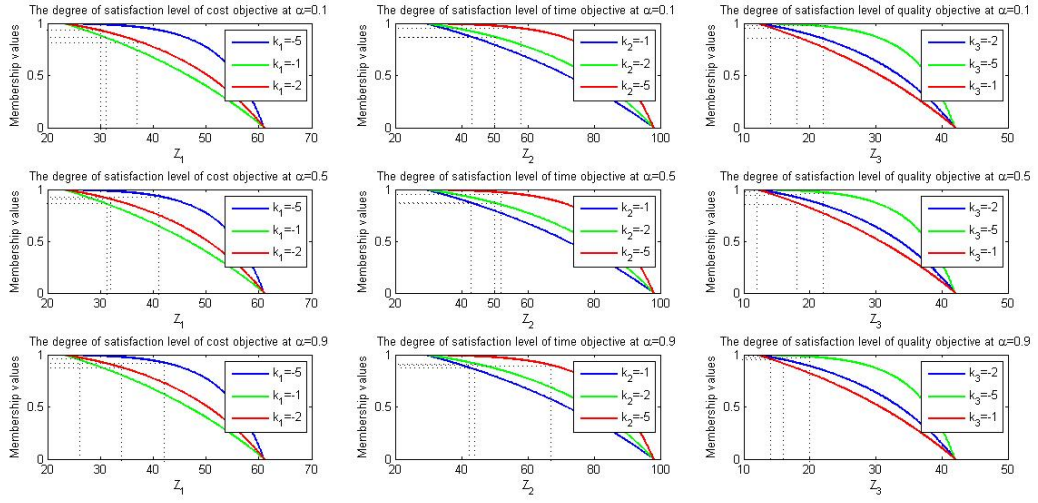 The degree of satisfaction level of cost objective at α=0.1
The degree of satisfaction level of time objective at α=0.1
The degree of satisfaction level of quality objective at α=0.1
Membership values
1
0.5
0
k₁=-5
k₁=-1
k₁=-2
20 30 40 50 60 70
Z₁
Membership values
1
0.5
0
k₂=-1
k₂=-2
k₂=-5
20 40 60 80 100
Z₂
Membership values
1
0.5
0
k₃=-2
k₃=-5
k₃=-1
10 20 30 40 50
Z₃
The degree of satisfaction level of cost objective at α=0.5
The degree of satisfaction level of time objective at α=0.5
The degree of satisfaction level of quality objective at α=0.5
Membership values
1
0.5
0
k₁=-5
k₁=-1
k₁=-2
20 30 40 50 60 70
Z₁
Membership values
1
0.5
0
k₂=-1
k₂=-2
k₂=-5
20 40 60 80 100
Z₂
Membership values
1
0.5
0
k₃=-2
k₃=-5
k₃=-1
10 20 30 40 50
Z₃
The degree of satisfaction level of cost objective at α=0.9
The degree of satisfaction level of time objective at α=0.9
The degree of satisfaction level of quality objective at α=0.9
Membership values
1
0.5
0
k₁=-5
k₁=-1
k₁=-2
20 30 40 50 60 70
Z₁
Membership values
1
0.5
0
k₂=-1
k₂=-2
k₂=-5
20 40 60 80 100
Z₂
Membership values
1
0.5
0
k₃=-2
k₃=-5
k₃=-1
10 20 30 40 50
Z₃